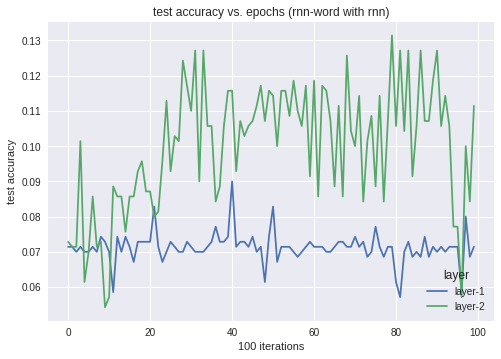 test accuracy vs. epochs (rnn-word with rnn)
0.13
0.12
0.11
0.10
0.09
0.08
0.07
0.06
test accuracy
layer
layer-1
layer-2
0 20 40 60 80 100
100 iterations